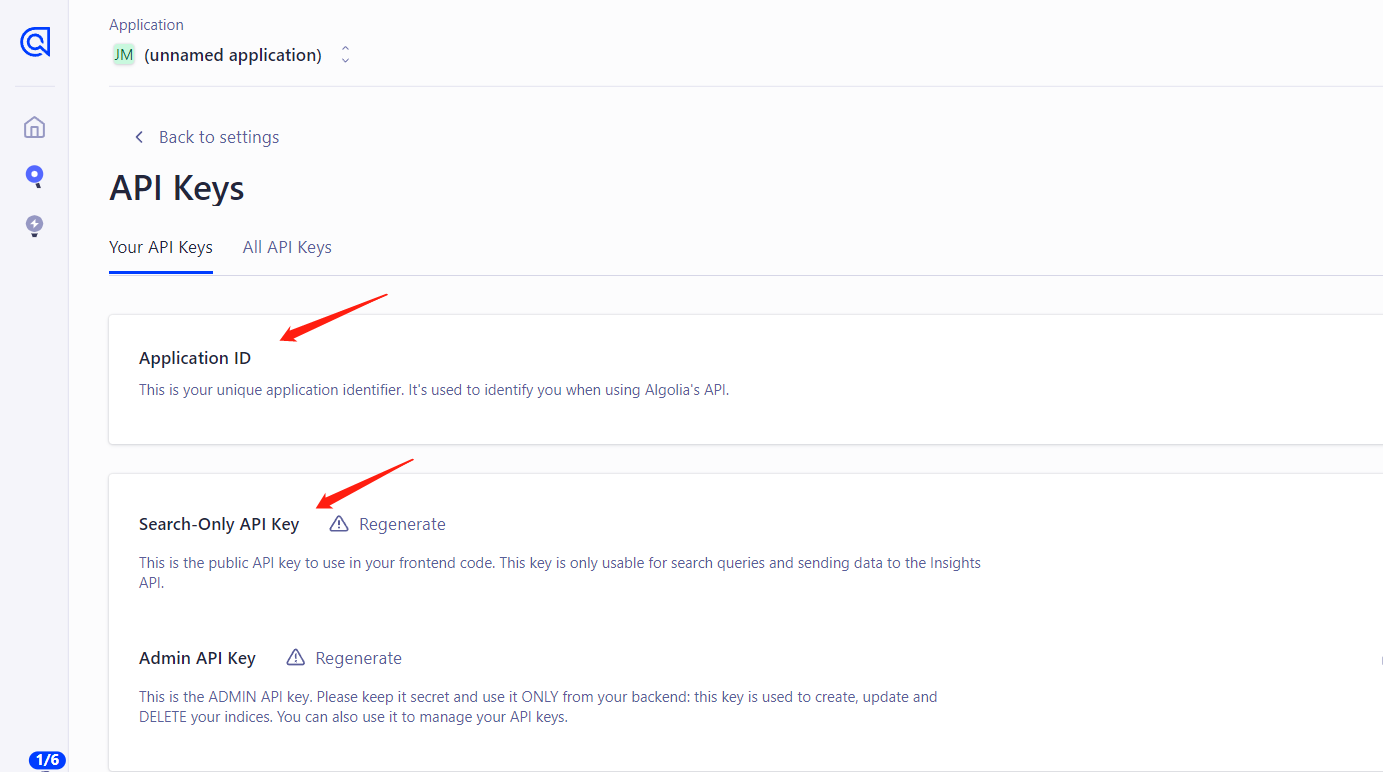 Application
JM (unnamed application)
Back to settings
API Keys
Your API Keys All API Keys
Application ID
This is your unique application identifier. It's used to identify you when using Algolia's API.
Search-Only API Key Regenerate
This is the public API key to use in your frontend code. This key is only usable for search queries and sending data to the Insights
API.
Admin API Key Regenerate
This is the ADMIN API key. Please keep it secret and use it ONLY from your backend: this key is used to create, update and
DELETE your indices. You can also use it to manage your API keys.
1/6